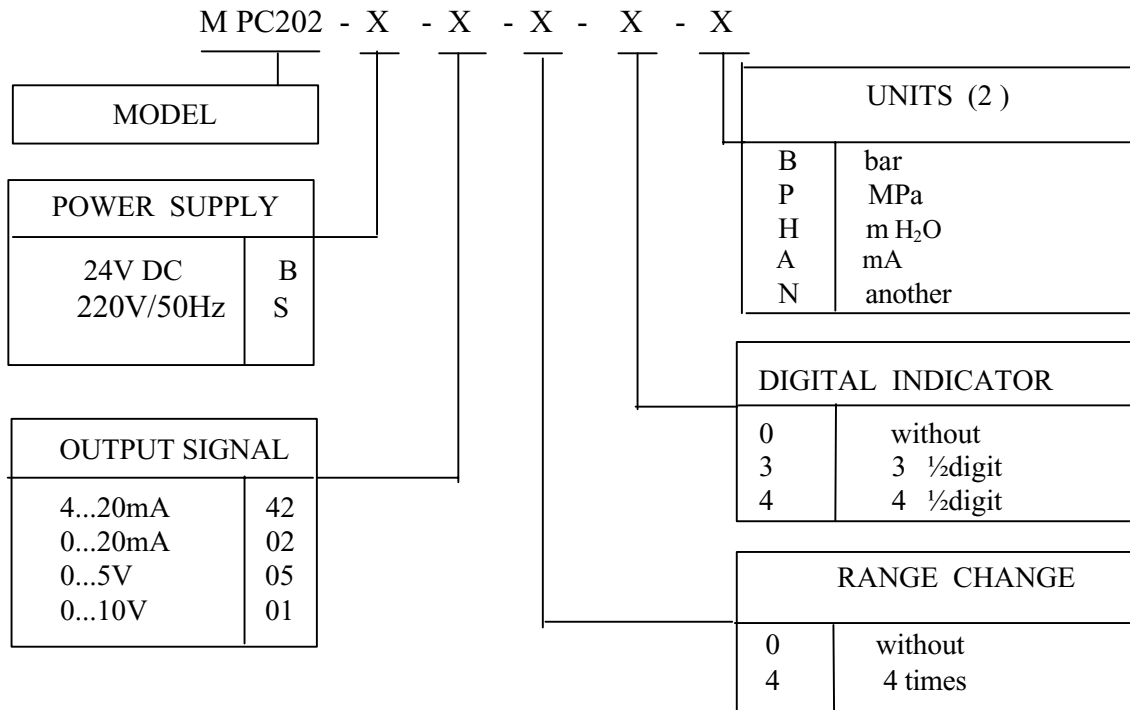 M PC202 - X - X - X - X - X
MODEL
POWER SUPPLY
24V DC B
220V/50Hz S
OUTPUT SIGNAL
4...20mA 42
0...20mA 02
0...5V 05
0...10V 01
UNITS (2 )
B bar
P MPa
H m H₂O
A mA
N another
DIGITAL INDICATOR
0 without
3 3 ½digit
4 4 ½digit
RANGE CHANGE
0 without
4 4 times